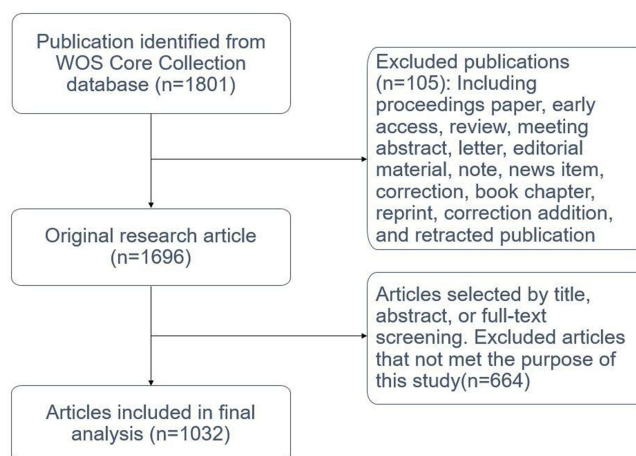 Publication identified from
WOS Core Collection
database (n=1801)
Excluded publications
(n=105): Including
proceedings paper, early
access, review, meeting
abstract, letter, editorial
material, note, news item,
correction, book chapter,
reprint, correction addition,
and retracted publication
Original research article
(n=1696)
Articles selected by title,
abstract, or full-text
screening. Excluded articles
that not met the purpose of
this study(n=664)
Articles included in final
analysis (n=1032)